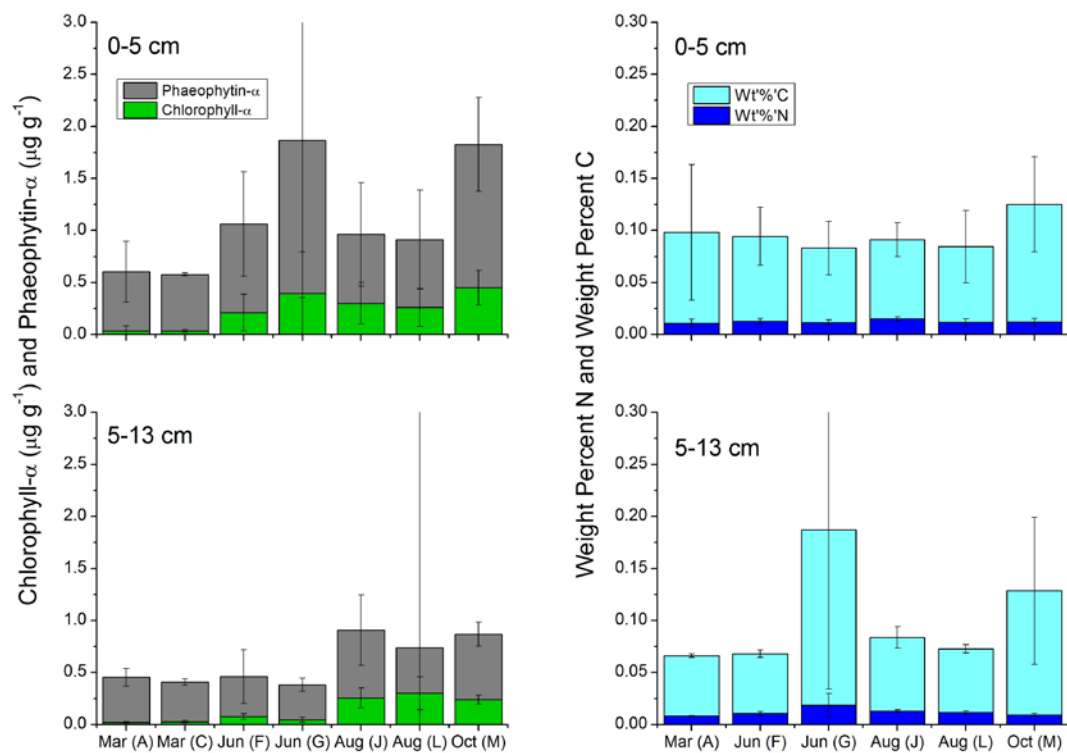 Chlorophyll-α (μg g⁻¹) and Phaeophytin-α (μg g⁻¹)
3.0
2.5
2.0
1.5
1.0
0.5
0.0
0-5 cm
Phaeophytin-α
Chlorophyll-α
3.0
2.5
2.0
1.5
1.0
0.5
0.0
5-13 cm
Mar (A) Mar (C) Jun (F) Jun (G) Aug (J) Aug (L) Oct (M)
Weight Percent N and Weight Percent C
0.30
0.25
0.20
0.15
0.10
0.05
0.00
0-5 cm
Wt'%'C
Wt'%'N
0.30
0.25
0.20
0.15
0.10
0.05
0.00
5-13 cm
Mar (A) Jun (F) Jun (G) Aug (J) Aug (L) Oct (M)